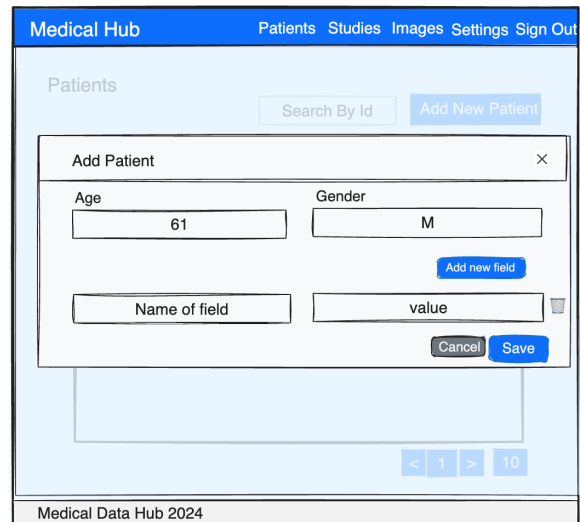 Medical Hub Patients Studies Images Settings Sign Out
Patients
Search By Id Add New Patient
Add Patient ×
Age Gender
61 M
Add new field
Name of field value
Cancel Save
< 1 > 10
Medical Data Hub 2024